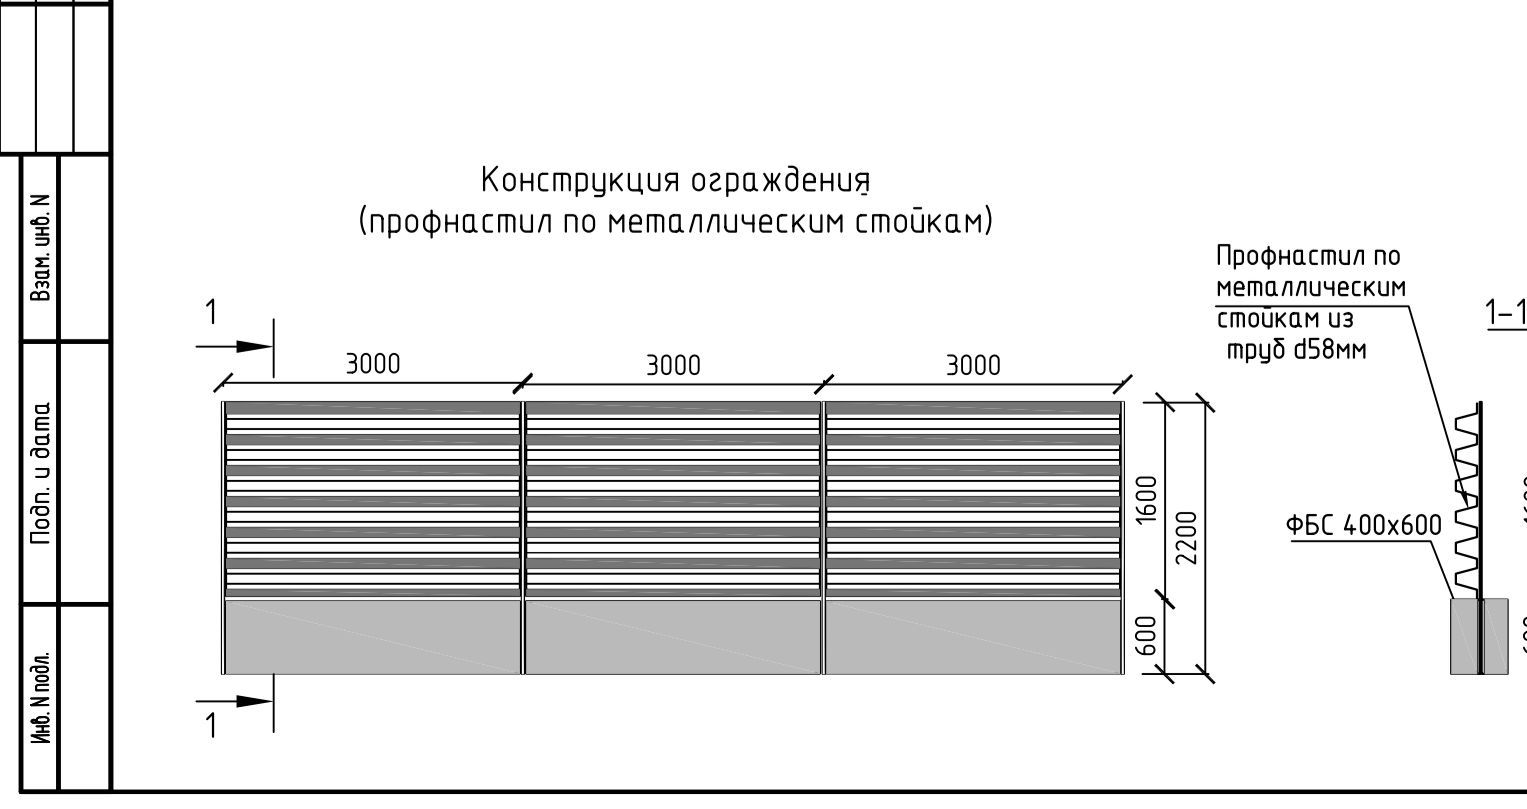 Конструкция ограждения
(профнастил по металлическим стойкам)
Профнастил по
металлическим
стойкам из
труб d58мм
1-1
1
3000
3000
3000
1600
2200
600
ФБС 400х600
1
Взам. инв. N
Подп. и дата
Инв. N подл.